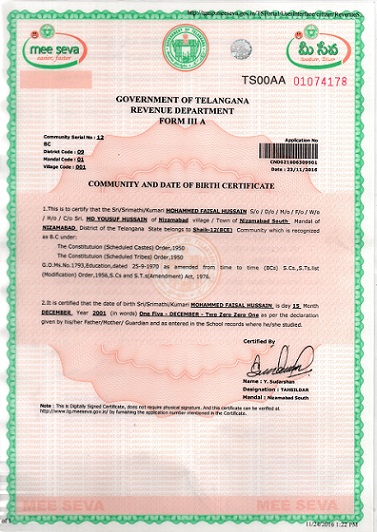 mee seva
మీ సేవ
TS00AA 01074178
GOVERNMENT OF TELANGANA
REVENUE DEPARTMENT
FORM III A
Community Serial No : 12
BC
District Code : 09
Mandal Code : 01
Village Code : 001
Application No
Date : 23/11/2016
COMMUNITY AND DATE OF BIRTH CERTIFICATE
1.This is to certify that the Sri/Srimathi/Kumari MOHAMMED FAISAL HUSSAIN S/o / D/o / M/o / F/o / W/o
/ H/o / C/o Sri. MD YOUSUF HUSSAIN of Nizamabad village / Town of Nizamabad South Mandal of
NIZAMABAD District of the Telangana State belongs to Shaik-12(BCE) Community which is recognized
as B.C under:
The Constitutuion (Scheduled Castes) Order,1950
The Constitutuion (Scheduled Tribes) Order,1950
G.O.Ms.No.1793,Education,dated 25-9-1970 as amended from time to time (BCs) S.Cs.,S.Ts.list
(Modification) Order,1956,S.Cs and S.T.s(Amendment) Act, 1976.
2.It is certified that the date of birth Sri/Srimathi/Kumari MOHAMMED FAISAL HUSSAIN is day 15 Month
DECEMBER Year 2001 (in words) One Five - DECEMBER - Two Zero Zero One as per the declaration
given by his/her Father/Mother/ Guardian and as entered in the School records where he/she studied.
Certified By
Name : Y. Sudarshan
Designation : TAHSILDAR
Mandal : Nizamabad South
Note : This is Digitally Signed Certificate, does not require physical signature. And this certificate can be verified at
http://www.tg.meeseva.gov.in/ by furnishing the application number mentioned in the Certificate.
MEE SEVA
MEE SEVA
11/24/2016 1:22 PM